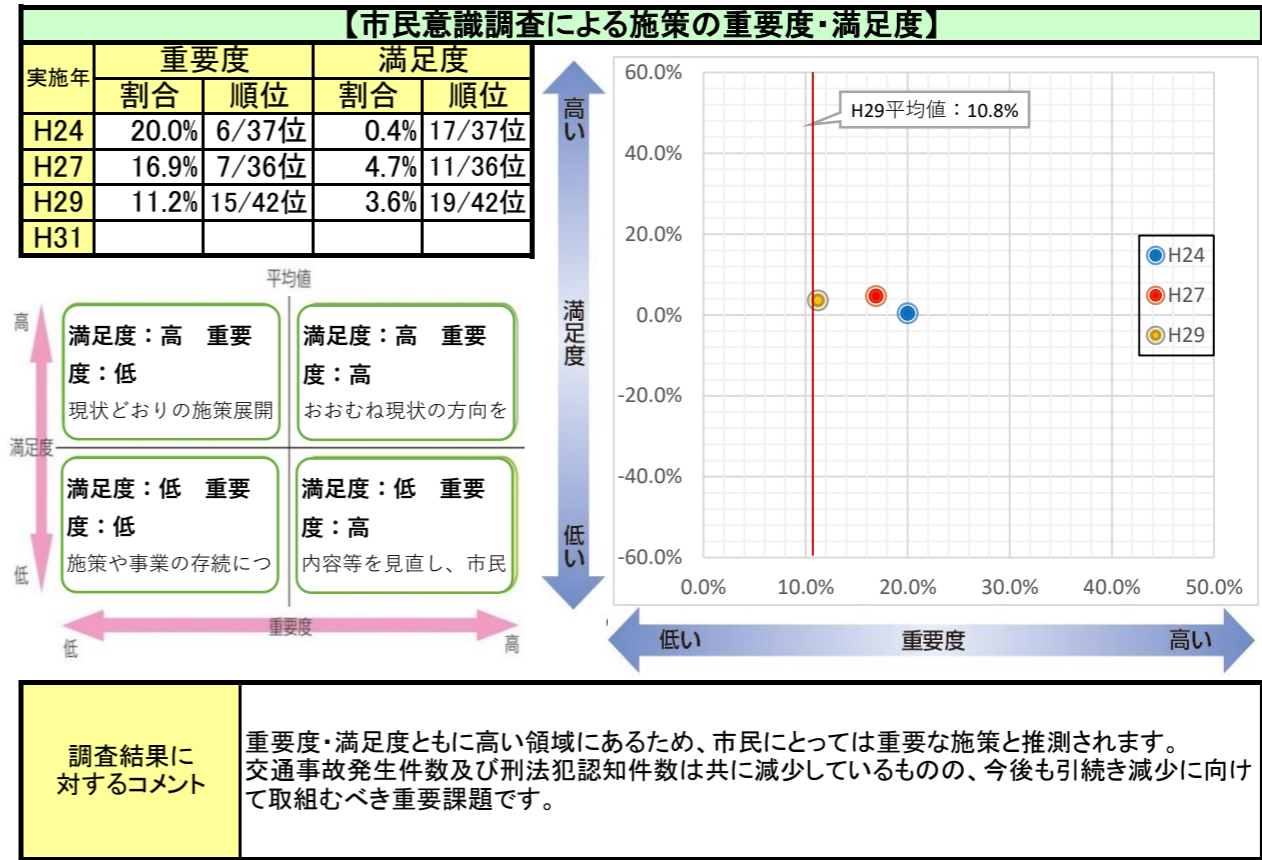 【市民意識調査による施策の重要度・満足度】
実施年 重要度 満足度
割合 順位 割合 順位
H24 20.0% 6/37位 0.4% 17/37位
H27 16.9% 7/36位 4.7% 11/36位
H29 11.2% 15/42位 3.6% 19/42位
H31
平均値
高
満足度
低
満足度：高　重要
度：低
現状どおりの施策展開
満足度：高　重要
度：高
おおむね現状の方向を
満足度：低　重要
度：低
施策や事業の存続につ
満足度：低　重要
度：高
内容等を見直し、市民
低
重要度
高
高い
満足度
低い
60.0%
40.0%
20.0%
0.0%
-20.0%
-40.0%
-60.0%
H29平均値：10.8%
H24
H27
H29
0.0% 10.0% 20.0% 30.0% 40.0% 50.0%
低い 重要度 高い
調査結果に
対するコメント
重要度・満足度ともに高い領域にあるため、市民にとっては重要な施策と推測されます。
交通事故発生件数及び刑法犯認知件数は共に減少しているものの、今後も引続き減少に向け
て取組むべき重要課題です。